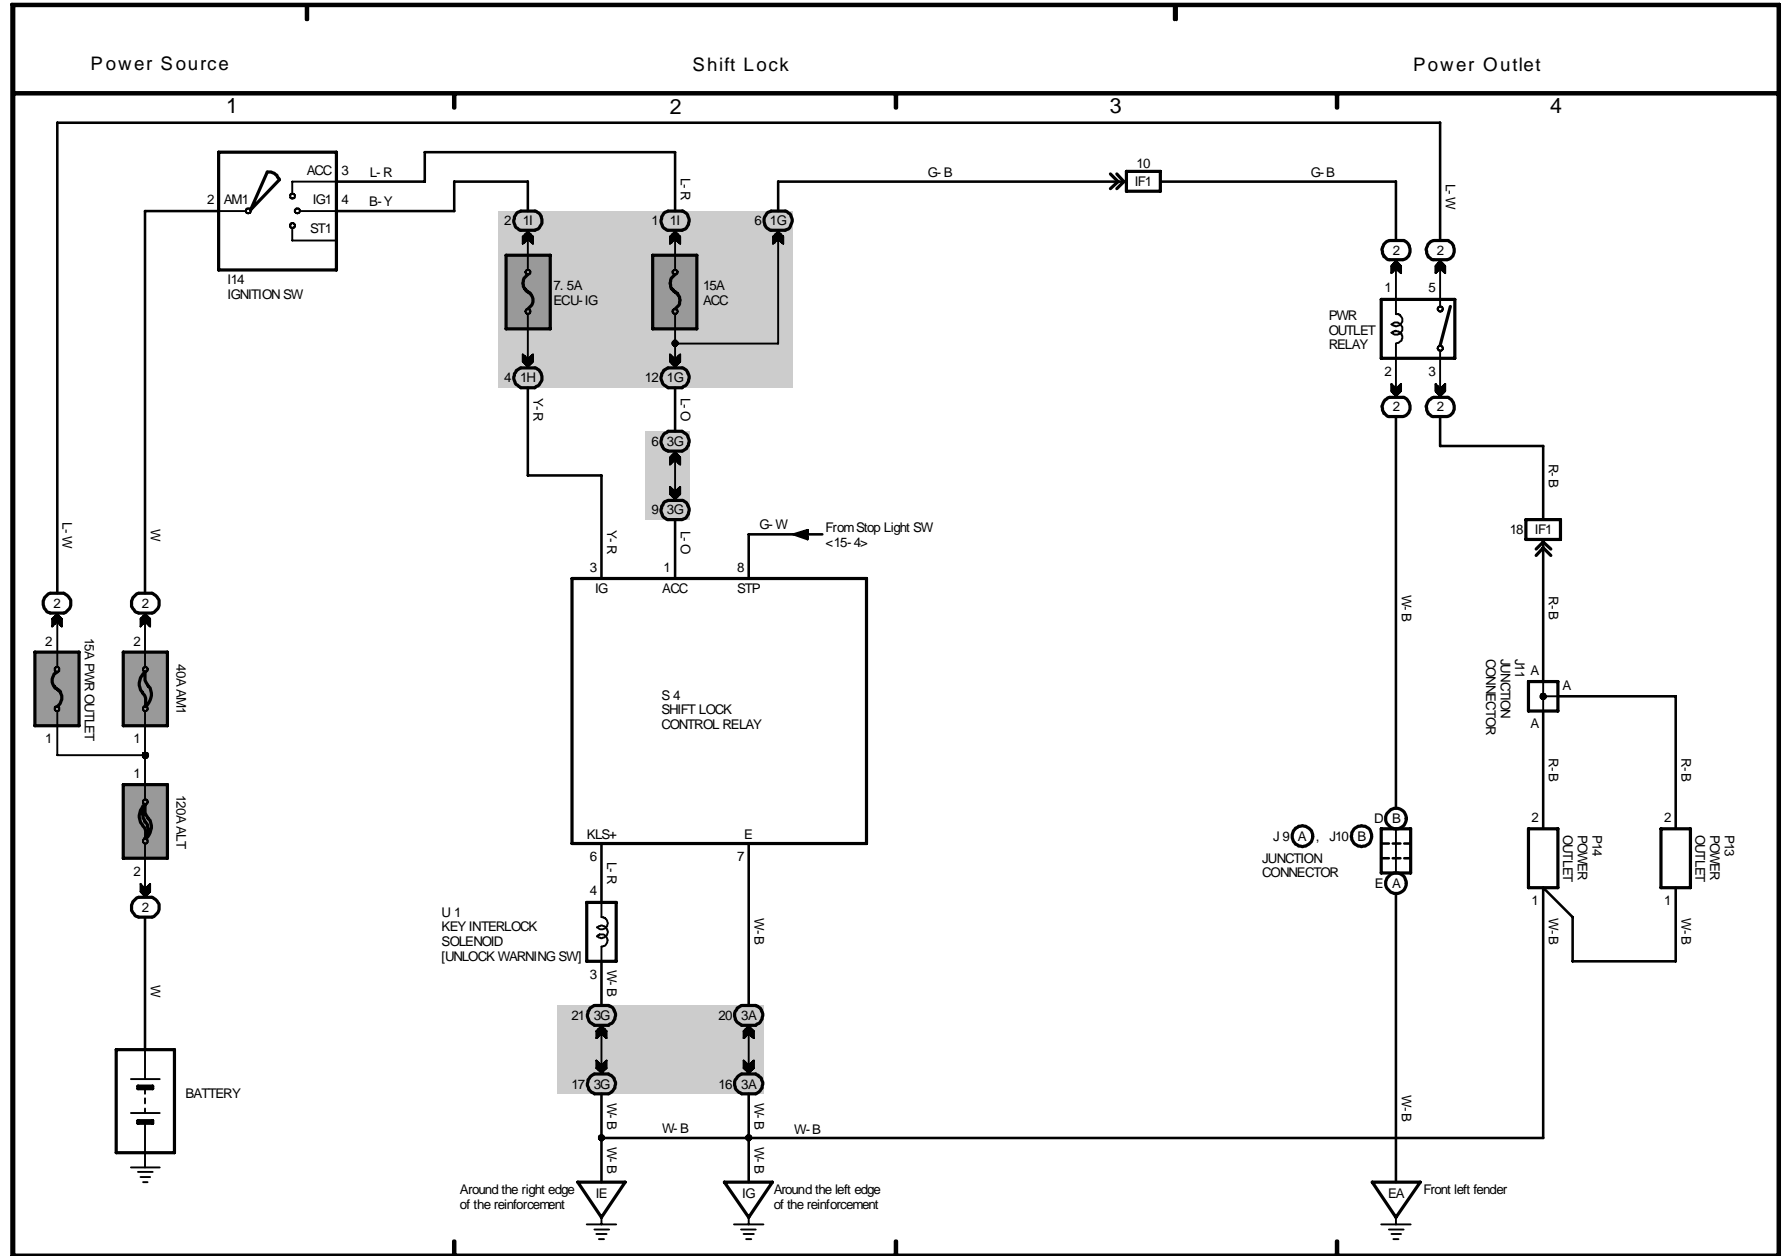 Power Source
Shift Lock
Power Outlet
1
2
3
4
ACC
3
L-R
2
AM1
IG1
4
B-Y
ST1
I14
IGNITION SW
L-R
G-B
10
IF1
G-B
L-W
2
1I
1
1I
6
1G
7.5A
ECU-IG
15A
ACC
4
1H
12
1G
Y-R
L-O
6
3G
9
3G
Y-R
L-O
G-W
From Stop Light SW
<15-4>
3
1
8
IG
ACC
STP
S 4
SHIFT LOCK
CONTROL RELAY
KLS+
E
6
7
L-R
4
U 1
KEY INTERLOCK
SOLENOID
[UNLOCK WARNING SW]
3
W-B
W-B
21
3G
20
3A
17
3G
16
3A
W-B
W-B
W-B
W-B
W-B
W-B
Around the right edge
of the reinforcement
IE
IG
Around the left edge
of the reinforcement
L-W
W
2
2
2
2
15A PWR OUTLET
40A AM1
1
1
1
120A ALT
2
2
W
BATTERY
2
2
1
5
PWR
OUTLET
RELAY
2
3
2
2
R-B
18
IF1
W-B
R-B
J11
JUNCTION
CONNECTOR
A
A
A
R-B
R-B
D
B
J 9
A
,
J10
B
JUNCTION
CONNECTOR
E
A
2
2
P14
POWER
OUTLET
P13
POWER
OUTLET
1
1
W-B
W-B
W-B
EA
Front left fender